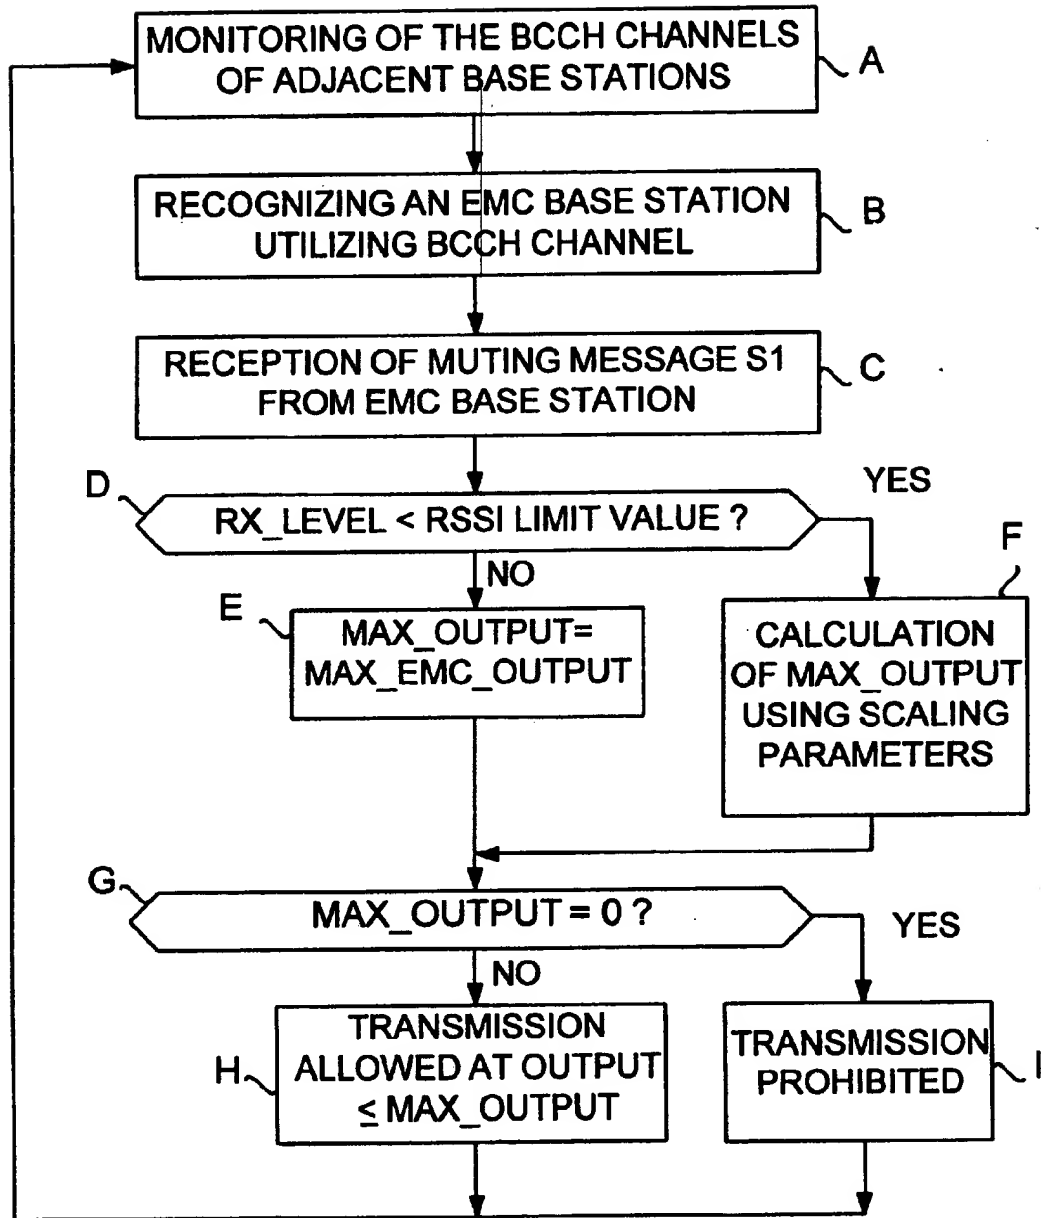 MONITORING OF THE BCCH CHANNELS
OF ADJACENT BASE STATIONS
A
RECOGNIZING AN EMC BASE STATION
UTILIZING BCCH CHANNEL
B
RECEPTION OF MUTING MESSAGE S1
FROM EMC BASE STATION
C
D
RX_LEVEL < RSSI LIMIT VALUE ?
YES
NO
E
MAX_OUTPUT=
MAX_EMC_OUTPUT
F
CALCULATION
OF MAX_OUTPUT
USING SCALING
PARAMETERS
G
MAX_OUTPUT = 0 ?
YES
NO
H
TRANSMISSION
ALLOWED AT OUTPUT
≤ MAX_OUTPUT
TRANSMISSION
PROHIBITED
I